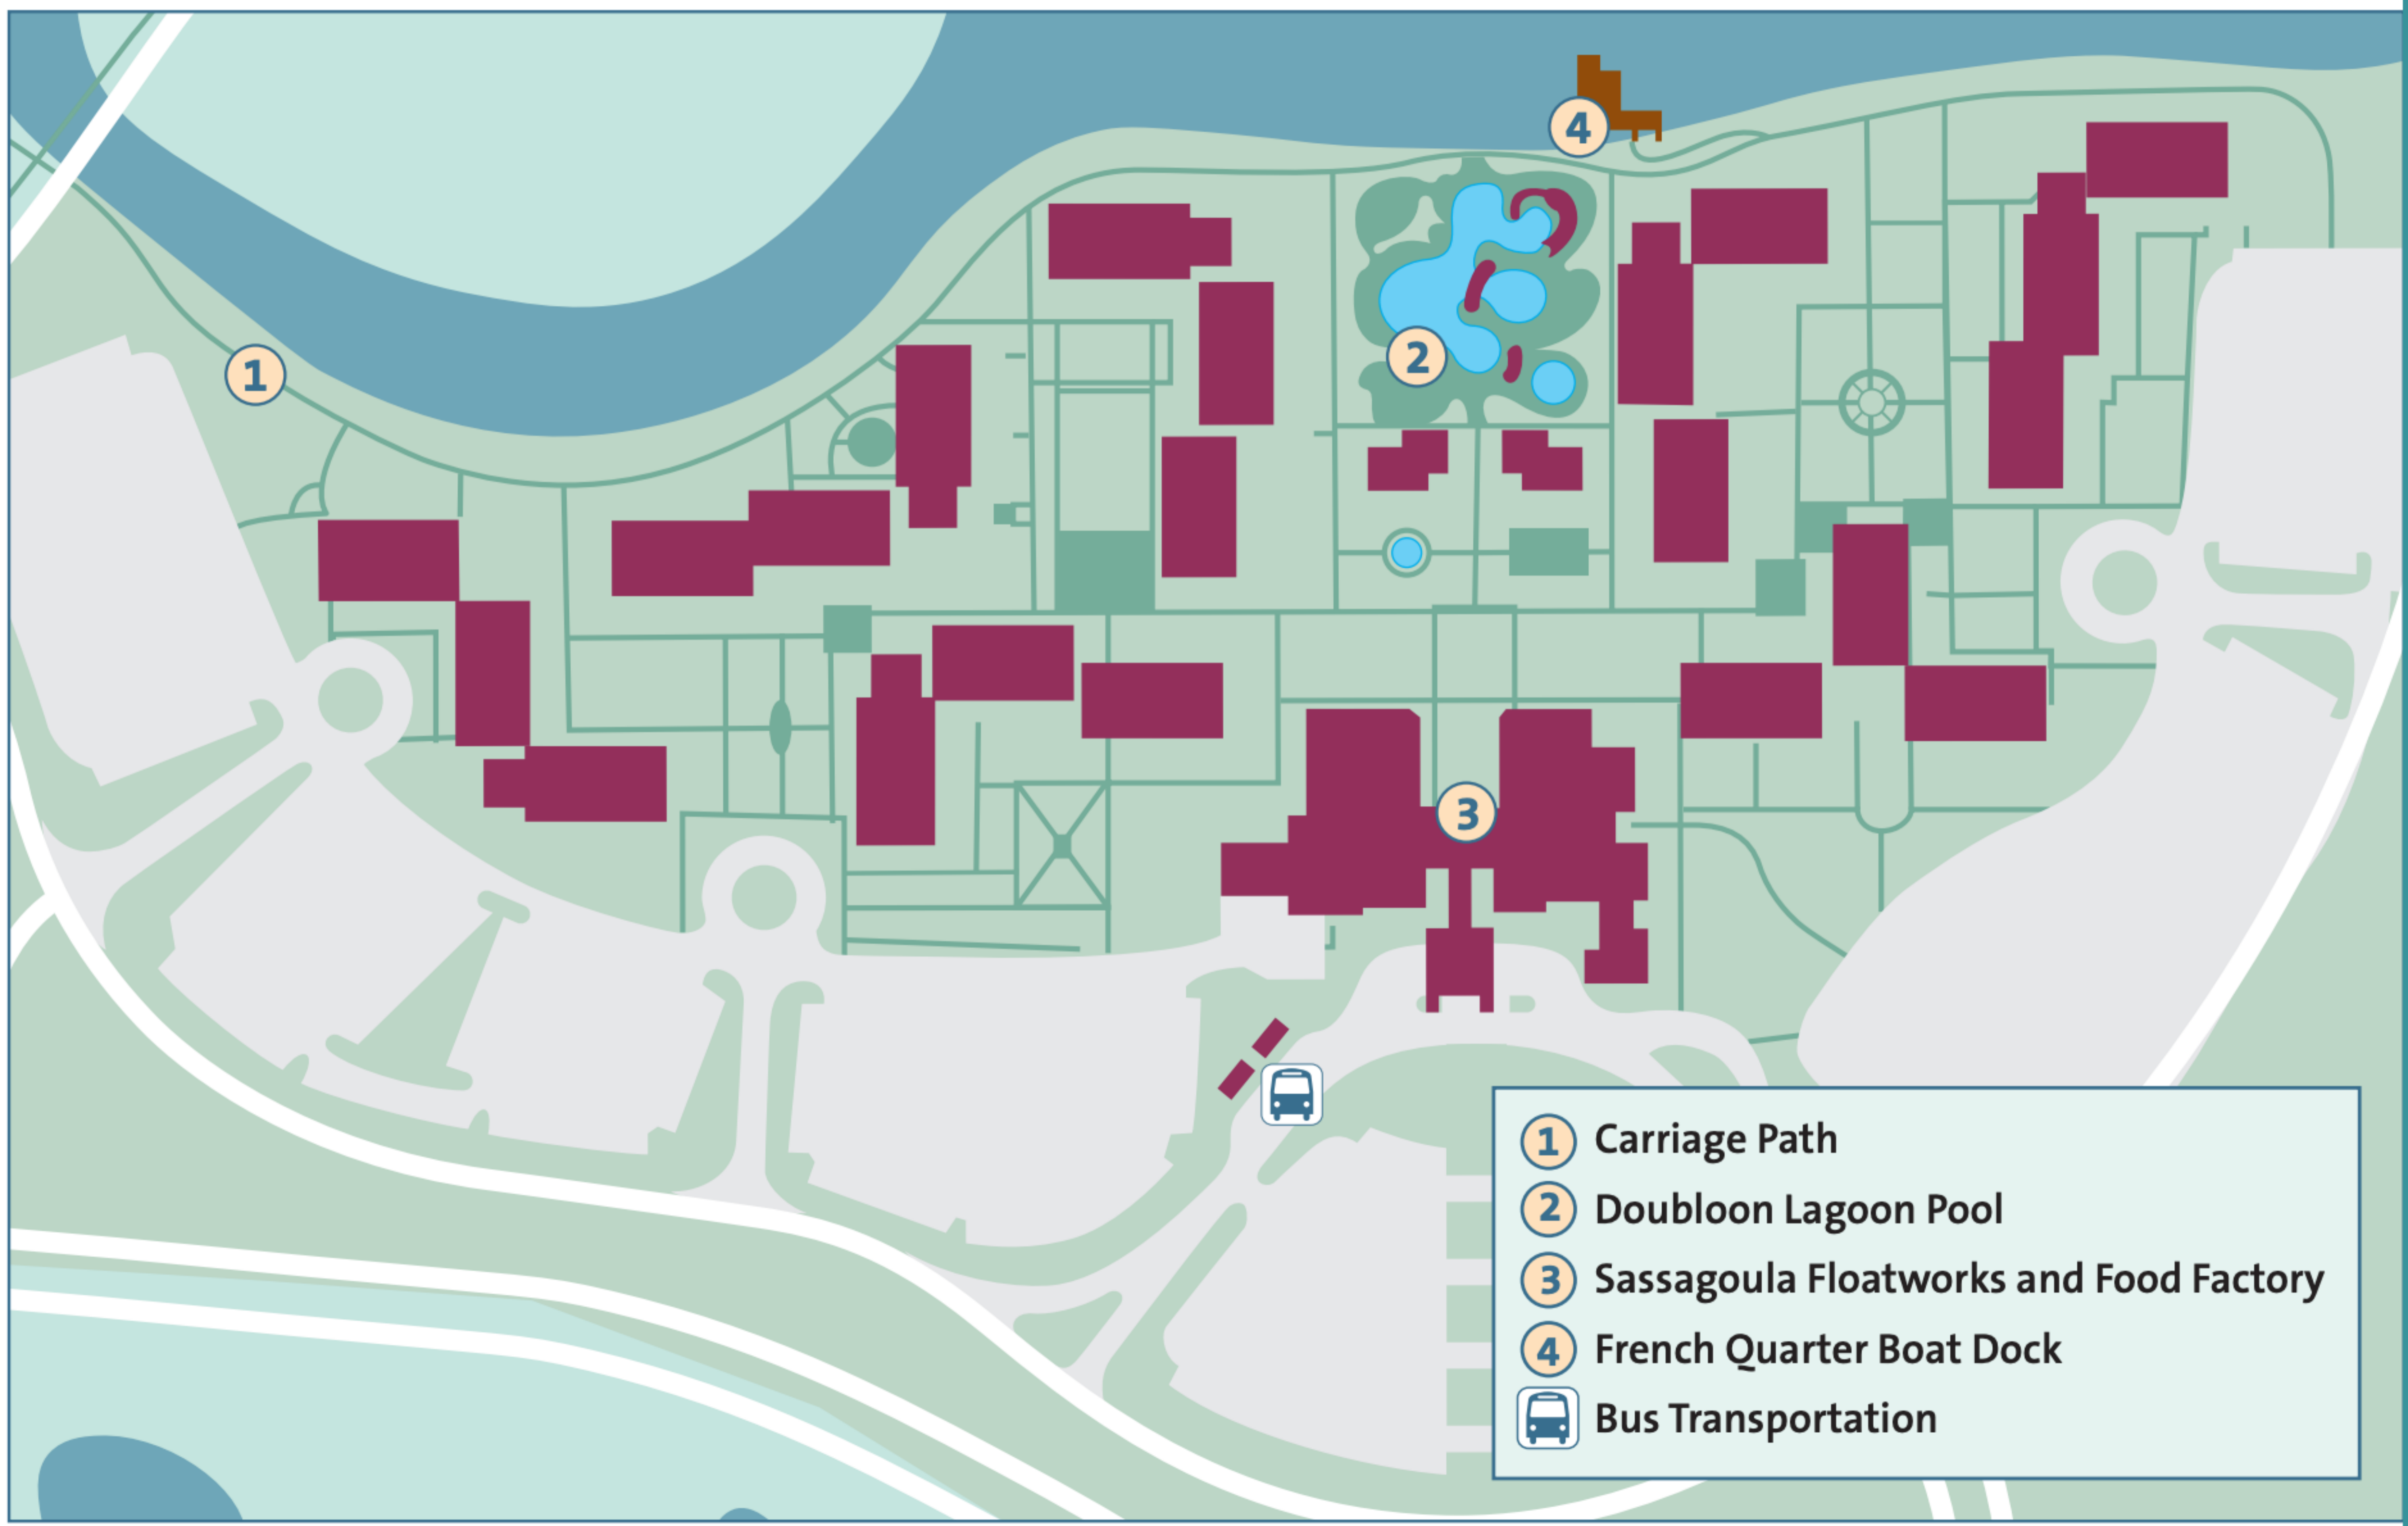 4
1
2
3
1 Carriage Path
2 Doubloon Lagoon Pool
3 Sassagoula Floatworks and Food Factory
4 French Quarter Boat Dock
Bus Transportation